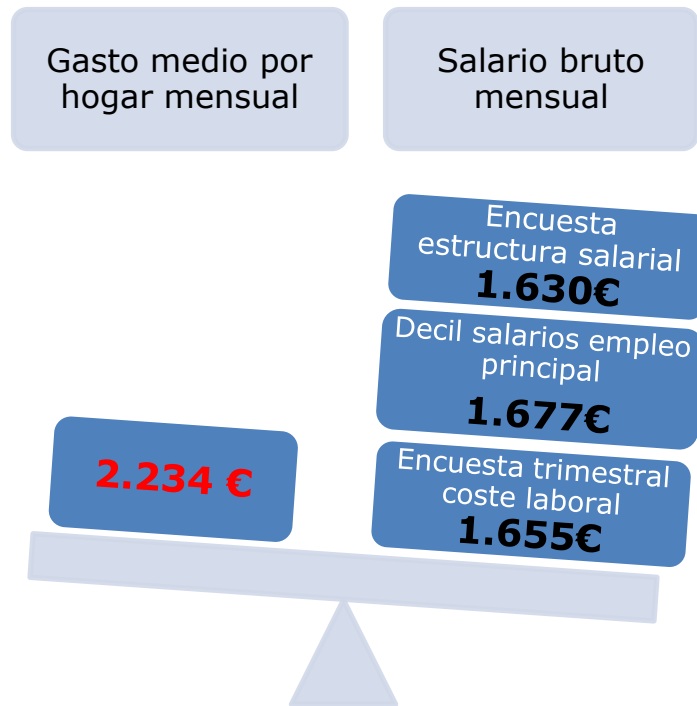 Gasto medio por
hogar mensual
Salario bruto
mensual
Encuesta
estructura salarial
1.630€
Decil salarios empleo
principal
1.677€
Encuesta trimestral
coste laboral
1.655€
2.234 €